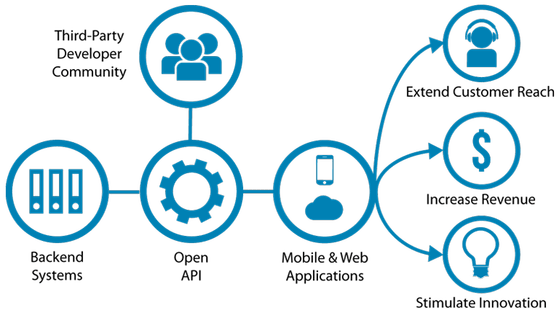 Third-Party
Developer
Community
Extend Customer Reach
$
Increase Revenue
Backend
Systems
Open
API
Mobile & Web
Applications
Stimulate Innovation